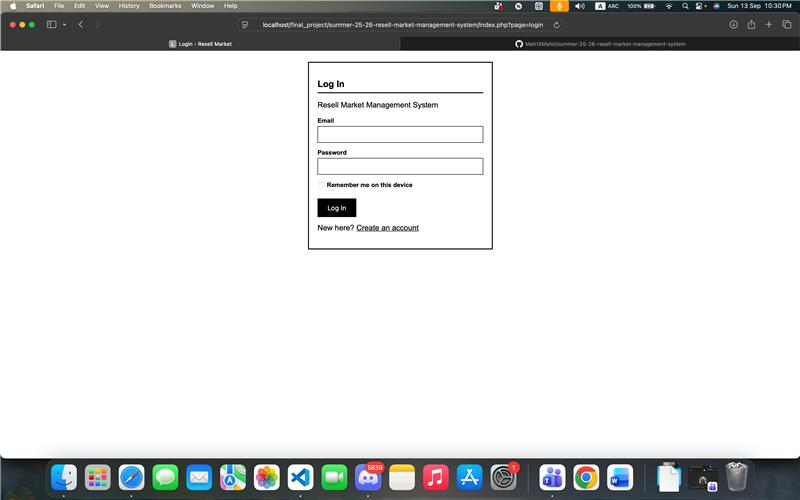 Safari File Edit View History Bookmarks Window Help
A ABC 100% Sun 13 Sep 10:30 PM
localhost/final_project/summer-25-26-resell-market-management-system/index.php?page=login
L Login - Resell Market
MatriXMahir/summer-25-26-resell-market-management-system
Log In
Resell Market Management System
Email
Password
Remember me on this device
Log In
New here? Create an account
5839
1